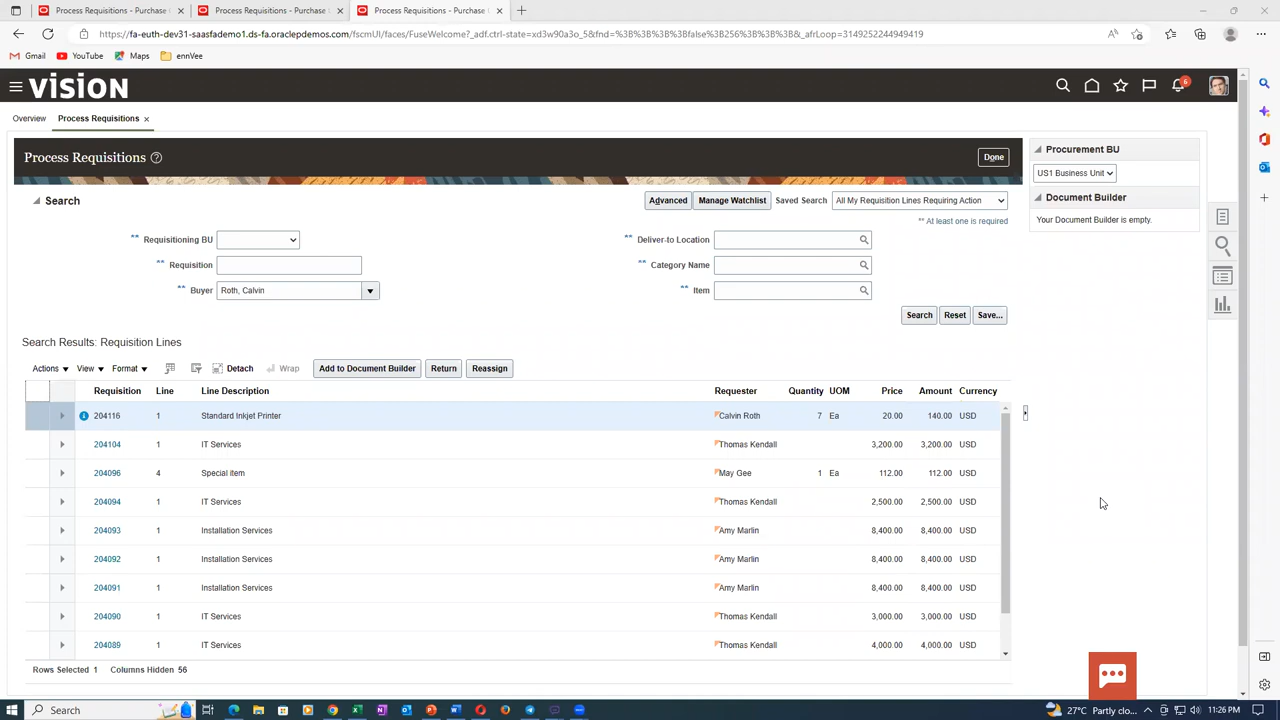 Process Requisitions - Purchase
Process Requisitions - Purchase
Process Requisitions - Purchase
https://fa-euth-dev31-saasfademo1.ds-fa.oraclepdemos.com/fscmUI/faces/FuseWelcome?_adf.ctrl-state=xd3w90a3o_5&fnd=%3B%3B%3B%3Bfalse%3B256%3B%3B%3B&_afrLoop=3149252244949419
Gmail YouTube Maps ennVee
VISION 6
Overview Process Requisitions
Process Requisitions Done
Procurement BU
US1 Business Unit
Document Builder
Your Document Builder is empty.
Search Advanced Manage Watchlist Saved Search All My Requisition Lines Requiring Action
** At least one is required
** Requisitioning BU ** Deliver-to Location
** Requisition ** Category Name
** Buyer Roth, Calvin ** Item
Search Reset Save...
Search Results: Requisition Lines
Actions View Format Detach Wrap Add to Document Builder Return Reassign
Requisition Line Line Description Requester Quantity UOM Price Amount Currency
204116 1 Standard Inkjet Printer Calvin Roth 7 Ea 20.00 140.00 USD
204104 1 IT Services Thomas Kendall 3,200.00 3,200.00 USD
204096 4 Special item May Gee 1 Ea 112.00 112.00 USD
204094 1 IT Services Thomas Kendall 2,500.00 2,500.00 USD
204093 1 Installation Services Amy Marlin 8,400.00 8,400.00 USD
204092 1 Installation Services Amy Marlin 8,400.00 8,400.00 USD
204091 1 Installation Services Amy Marlin 8,400.00 8,400.00 USD
204090 1 IT Services Thomas Kendall 3,000.00 3,000.00 USD
204089 1 IT Services Thomas Kendall 4,000.00 4,000.00 USD
Rows Selected 1 Columns Hidden 56
Search 27°C Partly clo... 11:26 PM